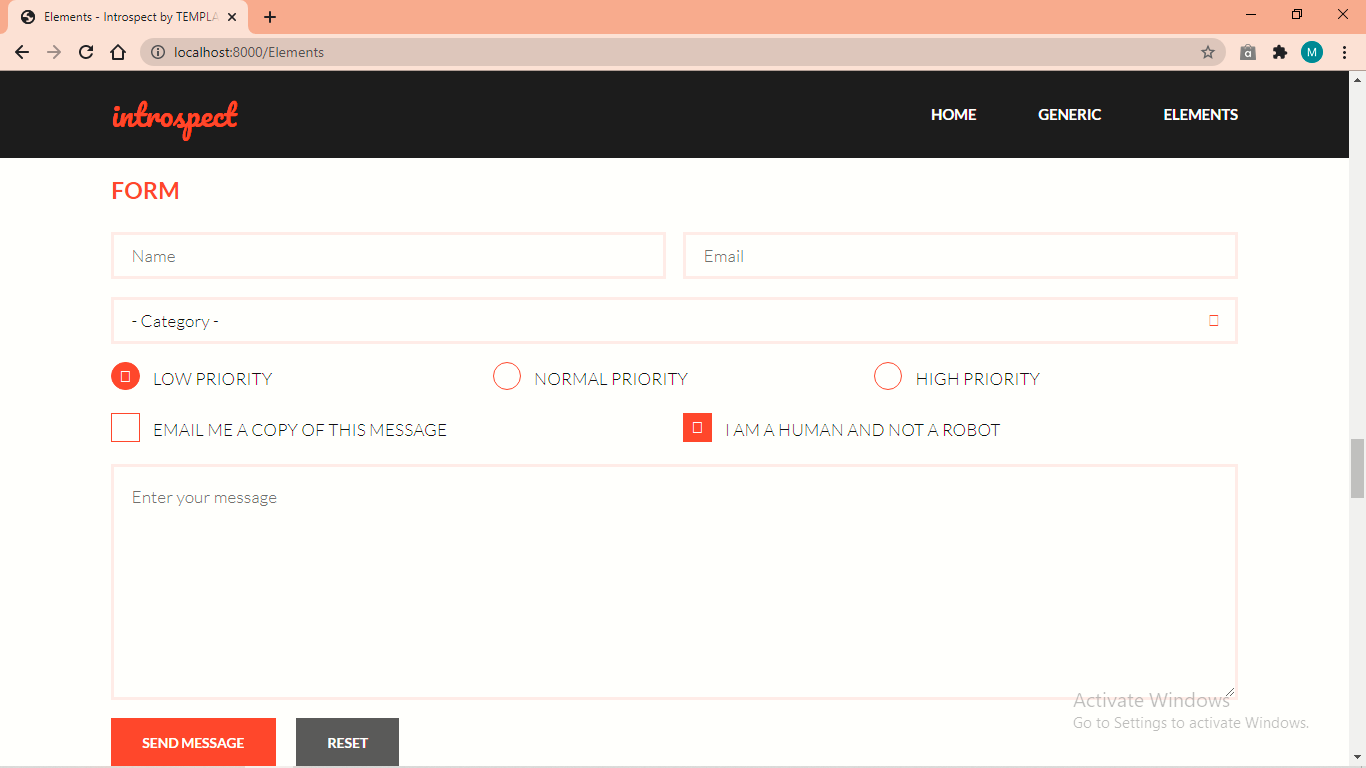 Elements - Introspect by TEMPLA
localhost:8000/Elements
M
introspect
HOME GENERIC ELEMENTS
FORM
Name Email
- Category -
LOW PRIORITY NORMAL PRIORITY HIGH PRIORITY
EMAIL ME A COPY OF THIS MESSAGE I AM A HUMAN AND NOT A ROBOT
Enter your message
Activate Windows
Go to Settings to activate Windows.
SEND MESSAGE RESET